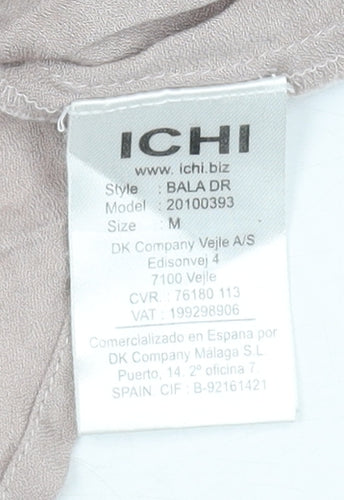 ICHI
www. ichi.biz
Style : BALA DR
Model : 20100393
Size : M
DK Company Vejle A/S
Edisonvej 4
7100 Vejle
CVR. : 76180 113
VAT : 199298906
Comercializado en Espana por
DK Company Málaga S.L.
Puerto, 14. 2º oficina 7.
SPAIN. CIF : B-92161421